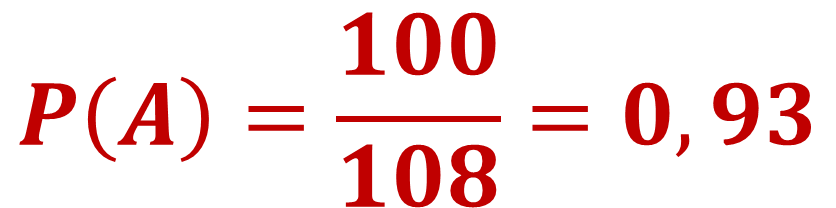 P(A) = 100/108 = 0,93